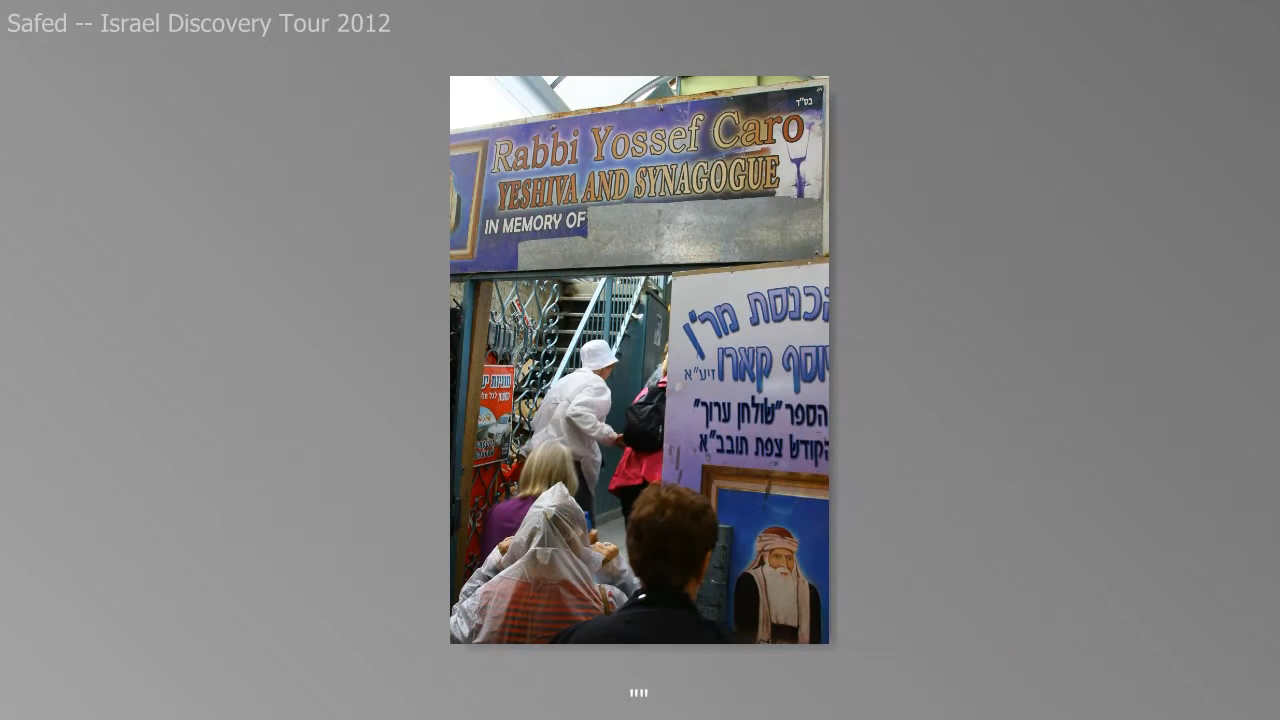 Safed -- Israel Discovery Tour 2012
בס"ד
Rabbi Yossef Caro
YESHIVA AND SYNAGOGUE
IN MEMORY OF
הכנסת מר'ן
יוסף קארו זיע"א
הספר "שולחן ערוך"
הקודש צפת תובב"א
""